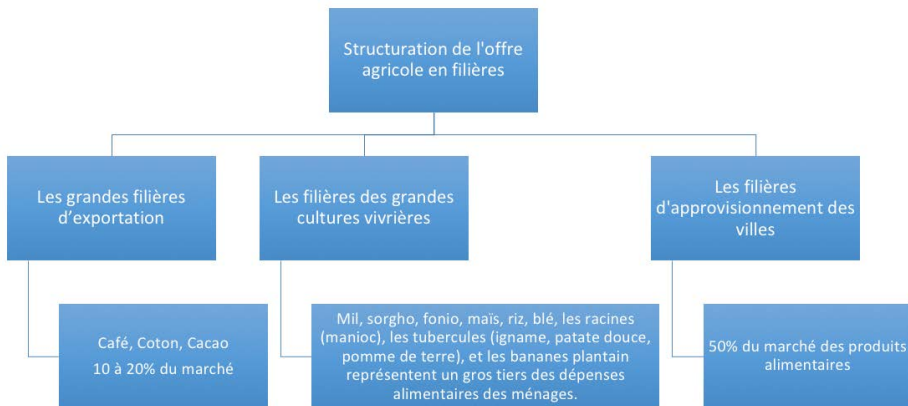 Structuration de l'offre
agricole en filières
Les grandes filières
d’exportation
Les filières des grandes
cultures vivrières
Les filières
d'approvisionnement des
villes
Café, Coton, Cacao
10 à 20% du marché
Mil, sorgho, fonio, maïs, riz, blé, les racines
(manioc), les tubercules (igname, patate douce,
pomme de terre), et les bananes plantain
représentent un gros tiers des dépenses
alimentaires des ménages.
50% du marché des produits
alimentaires